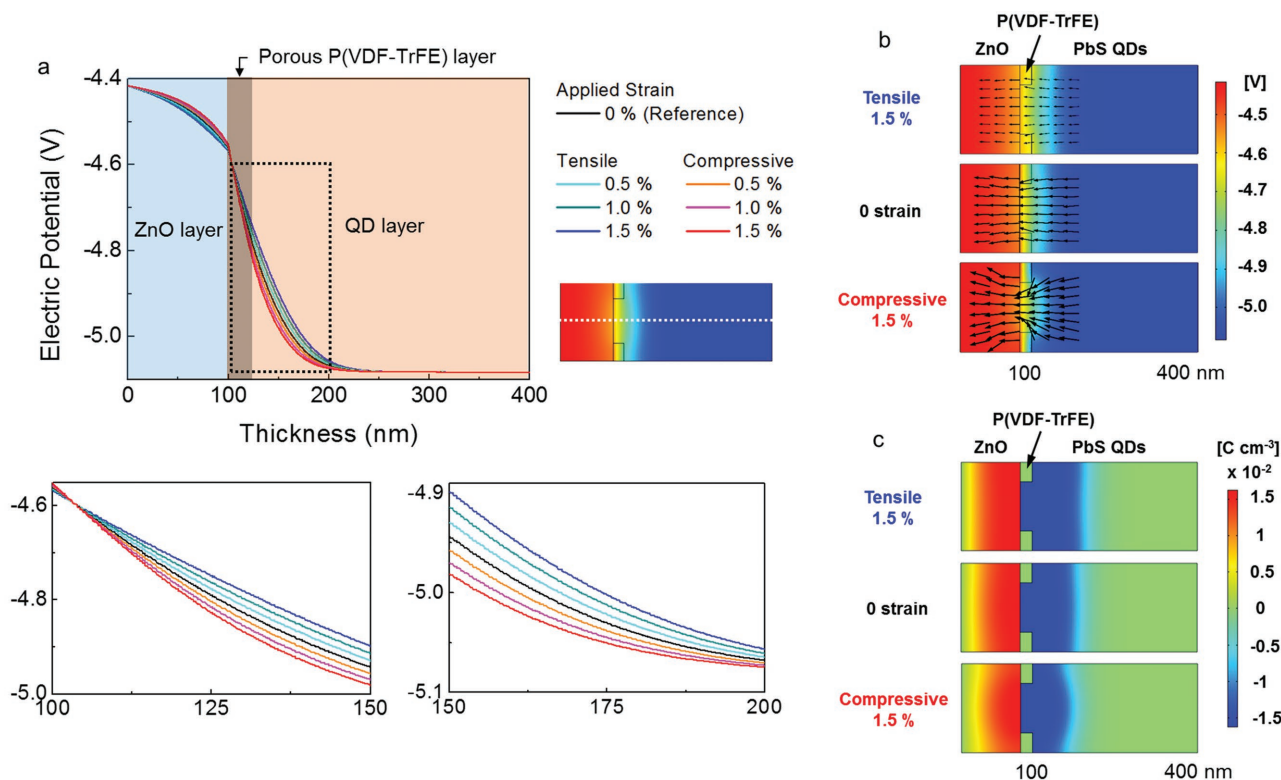 a
Porous P(VDF-TrFE) layer
Electric Potential (V)
-4.4
-4.6
-4.8
-5.0
ZnO layer
QD layer
0
100
200
300
400
Thickness (nm)
Applied Strain
0 % (Reference)
Tensile
Compressive
0.5 %
0.5 %
1.0 %
1.0 %
1.5 %
1.5 %
-4.6
-4.8
-5.0
100
125
150
-4.9
-5.0
-5.1
150
175
200
b
P(VDF-TrFE)
ZnO
PbS QDs
Tensile
1.5 %
0 strain
Compressive
1.5 %
100
400 nm
[V]
-4.5
-4.6
-4.7
-4.8
-4.9
-5.0
c
P(VDF-TrFE)
ZnO
PbS QDs
Tensile
1.5 %
0 strain
Compressive
1.5 %
100
400 nm
[C cm⁻³]
x 10⁻²
1.5
1.0
0.5
0
-0.5
-1.0
-1.5